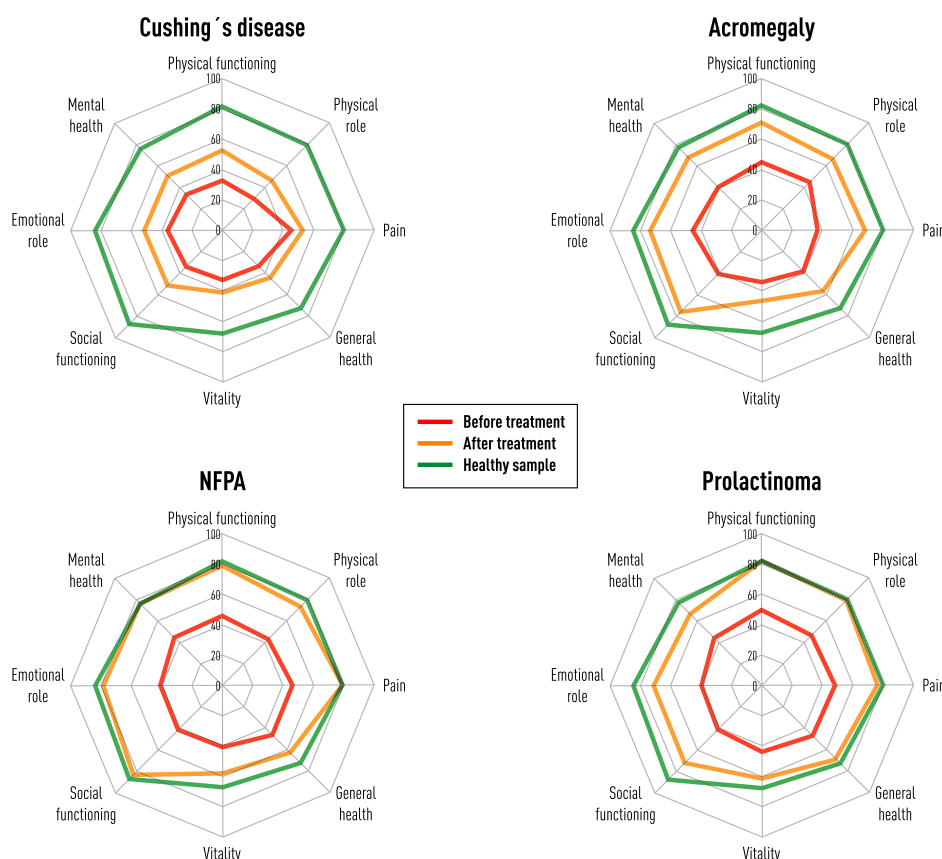 Cushing´s disease
Physical functioning
100
Mental
health
Physical
role
80
60
40
20
0
Emotional
role
Pain
Social
functioning
General
health
Vitality
Acromegaly
Physical functioning
100
Mental
health
Physical
role
80
60
40
20
0
Emotional
role
Pain
Social
functioning
General
health
Vitality
Before treatment
After treatment
Healthy sample
NFPA
Physical functioning
100
Mental
health
Physical
role
80
60
40
20
0
Emotional
role
Pain
Social
functioning
General
health
Vitality
Prolactinoma
Physical functioning
100
Mental
health
Physical
role
80
60
40
20
0
Emotional
role
Pain
Social
functioning
General
health
Vitality